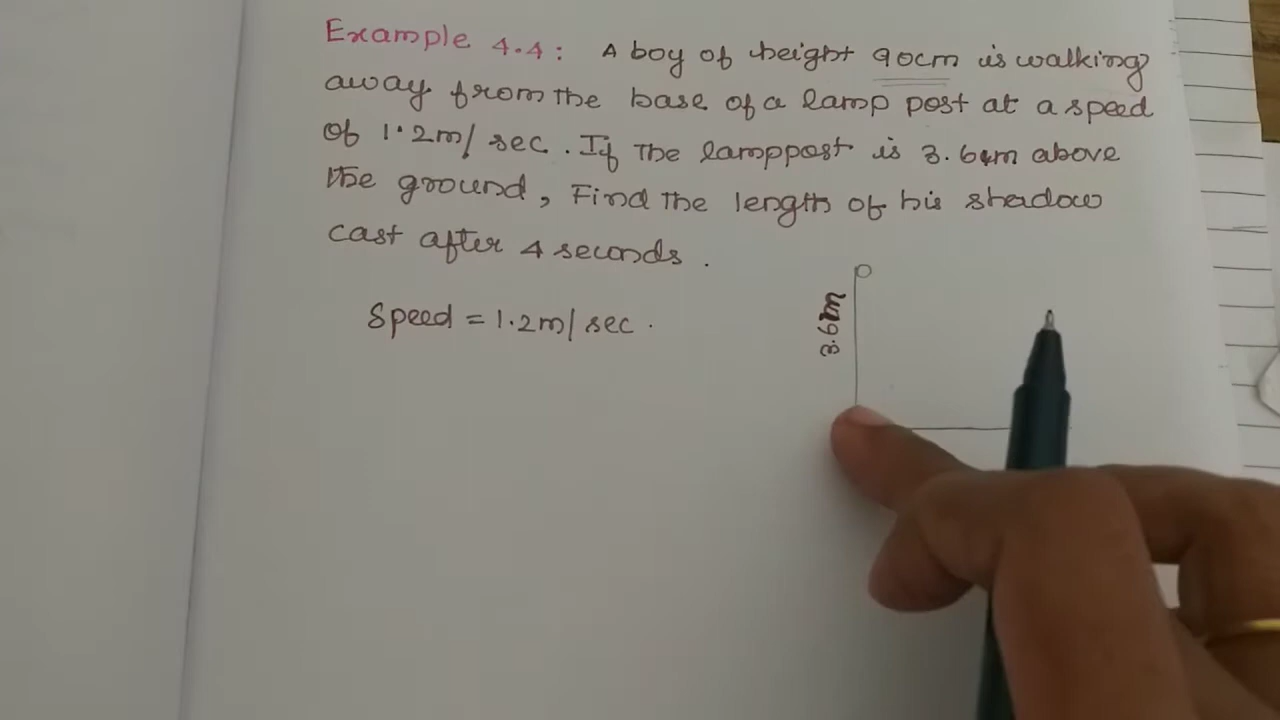 Example 4.4: A boy of height 90cm is walking
away from the base of a lamp post at a speed
of 1.2m/sec. If the lamppost is 3.6m above
the ground, Find the length of his shadow
cast after 4 seconds.
Speed = 1.2m/sec.
3.6m